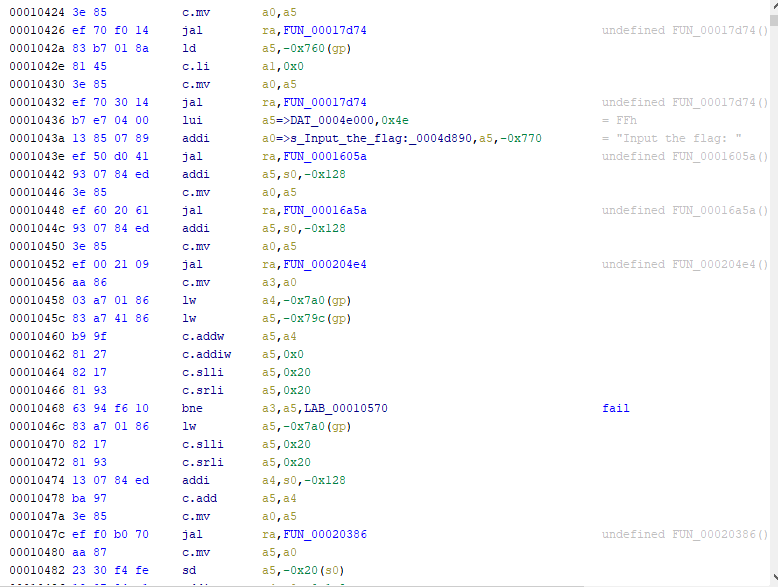 00010424 3e 85 c.mv a0,a5
00010426 ef 70 f0 14 jal ra,FUN_00017d74 undefined FUN_00017d74()
0001042a 83 b7 01 8a ld a5,-0x760(gp)
0001042e 81 45 c.li a1,0x0
00010430 3e 85 c.mv a0,a5
00010432 ef 70 30 14 jal ra,FUN_00017d74 undefined FUN_00017d74()
00010436 b7 e7 04 00 lui a5=>DAT_0004e000,0x4e = FFh
0001043a 13 85 07 89 addi a0=>s_Input_the_flag:_0004d890,a5,-0x770 = "Input the flag: "
0001043e ef 50 d0 41 jal ra,FUN_0001605a undefined FUN_0001605a()
00010442 93 07 84 ed addi a5,s0,-0x128
00010446 3e 85 c.mv a0,a5
00010448 ef 60 20 61 jal ra,FUN_00016a5a undefined FUN_00016a5a()
0001044c 93 07 84 ed addi a5,s0,-0x128
00010450 3e 85 c.mv a0,a5
00010452 ef 00 21 09 jal ra,FUN_000204e4 undefined FUN_000204e4()
00010456 aa 86 c.mv a3,a0
00010458 03 a7 01 86 lw a4,-0x7a0(gp)
0001045c 83 a7 41 86 lw a5,-0x79c(gp)
00010460 b9 9f c.addw a5,a4
00010462 81 27 c.addiw a5,0x0
00010464 82 17 c.slli a5,0x20
00010466 81 93 c.srli a5,0x20
00010468 63 94 f6 10 bne a3,a5,LAB_00010570 fail
0001046c 83 a7 01 86 lw a5,-0x7a0(gp)
00010470 82 17 c.slli a5,0x20
00010472 81 93 c.srli a5,0x20
00010474 13 07 84 ed addi a4,s0,-0x128
00010478 ba 97 c.add a5,a4
0001047a 3e 85 c.mv a0,a5
0001047c ef f0 b0 70 jal ra,FUN_00020386 undefined FUN_00020386()
00010480 aa 87 c.mv a5,a0
00010482 23 30 f4 fe sd a5,-0x20(s0)